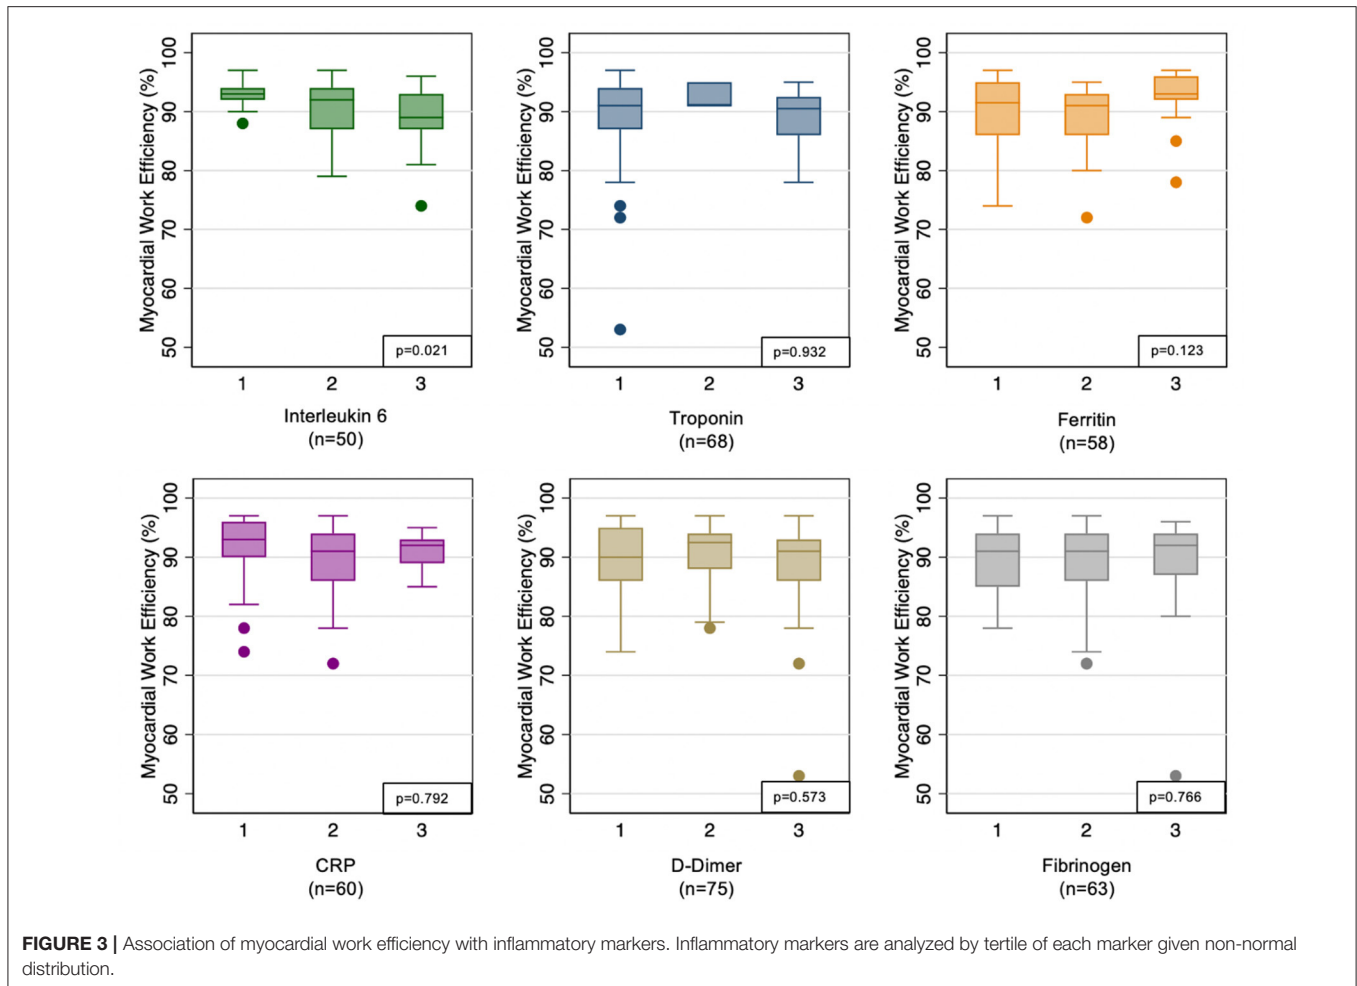 Myocardial Work Efficiency (%)
100
90
80
70
60
50
p=0.021
1 2 3
Interleukin 6
(n=50)
Myocardial Work Efficiency (%)
100
90
80
70
60
50
p=0.932
1 2 3
Troponin
(n=68)
Myocardial Work Efficiency (%)
100
90
80
70
60
50
p=0.123
1 2 3
Ferritin
(n=58)
Myocardial Work Efficiency (%)
100
90
80
70
60
50
p=0.792
1 2 3
CRP
(n=60)
Myocardial Work Efficiency (%)
100
90
80
70
60
50
p=0.573
1 2 3
D-Dimer
(n=75)
Myocardial Work Efficiency (%)
100
90
80
70
60
50
p=0.766
1 2 3
Fibrinogen
(n=63)
FIGURE 3 | Association of myocardial work efficiency with inflammatory markers. Inflammatory markers are analyzed by tertile of each marker given non-normal
distribution.